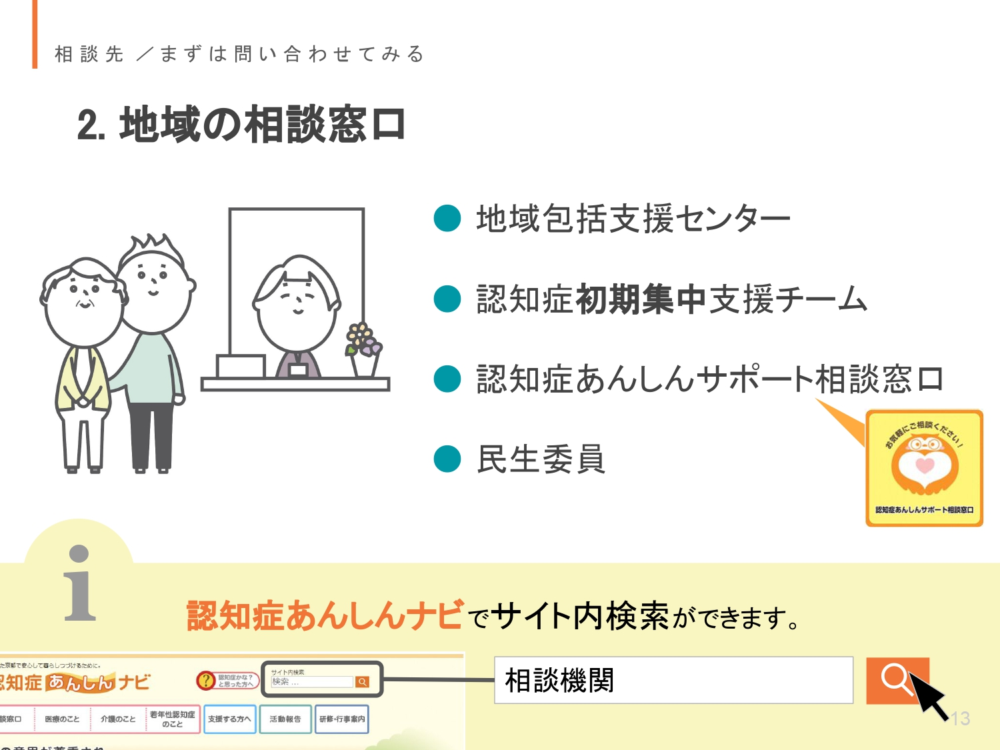 相談先 ／まずは問い合わせてみる
2. 地域の相談窓口
地域包括支援センター
認知症初期集中支援チーム
認知症あんしんサポート相談窓口
民生委員
お気軽にご相談ください！
認知症あんしんサポート相談窓口
i
認知症あんしんナビでサイト内検索ができます。
た京都で安心して暮らしつづけるために。
認知症 あんしん ナビ
? 認知症かな？
と思った方へ
サイト内検索
検索 …
相談機関
談窓口
医療のこと
介護のこと
若年性認知症
のこと
支援する方へ
活動報告
研修・行事案内
13